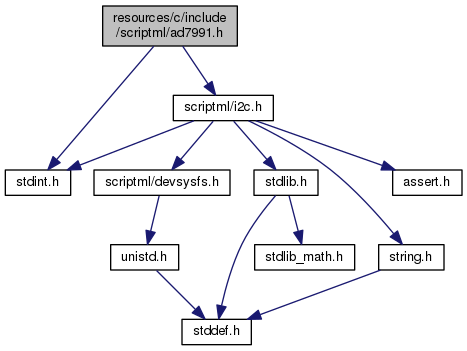 resources/c/include
/scriptml/ad7991.h
scriptml/i2c.h
stdint.h
scriptml/devsysfs.h
stdlib.h
assert.h
unistd.h
stdlib_math.h
string.h
stddef.h